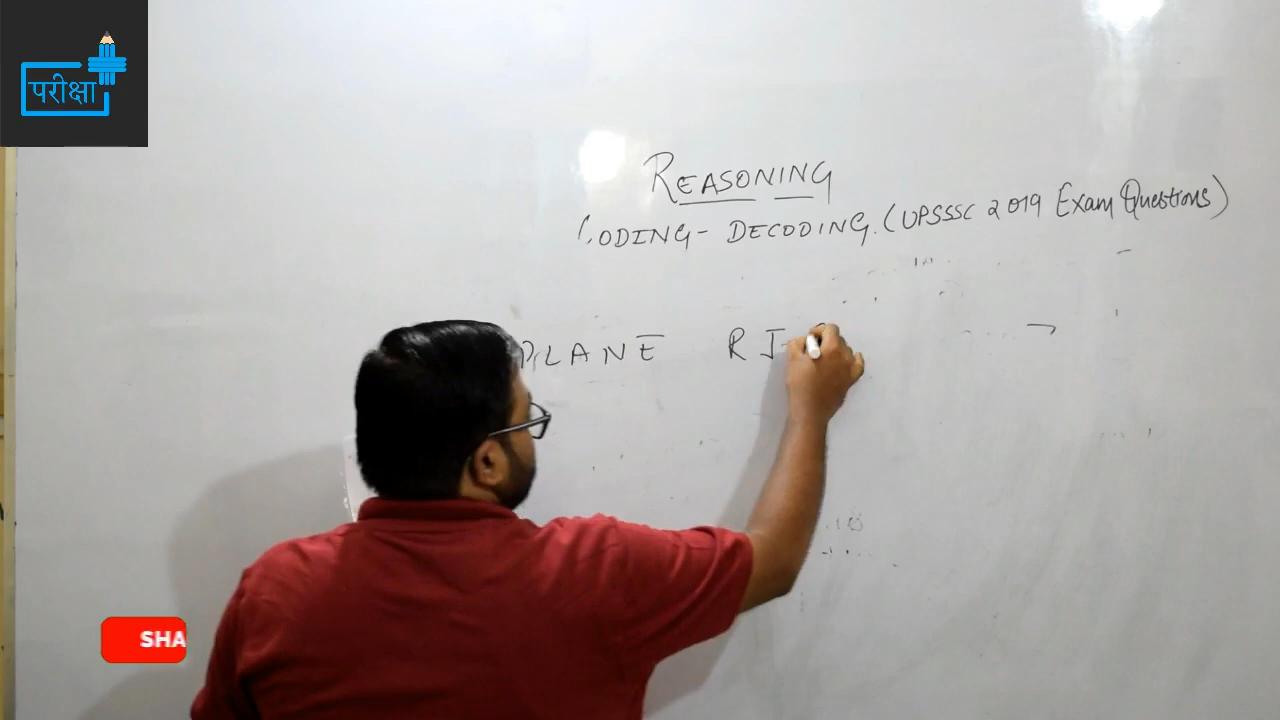 परीक्षा
REASONING
CODING - DECODING. (UPSSSC 2019 Exam Questions)
PLANE
SHA